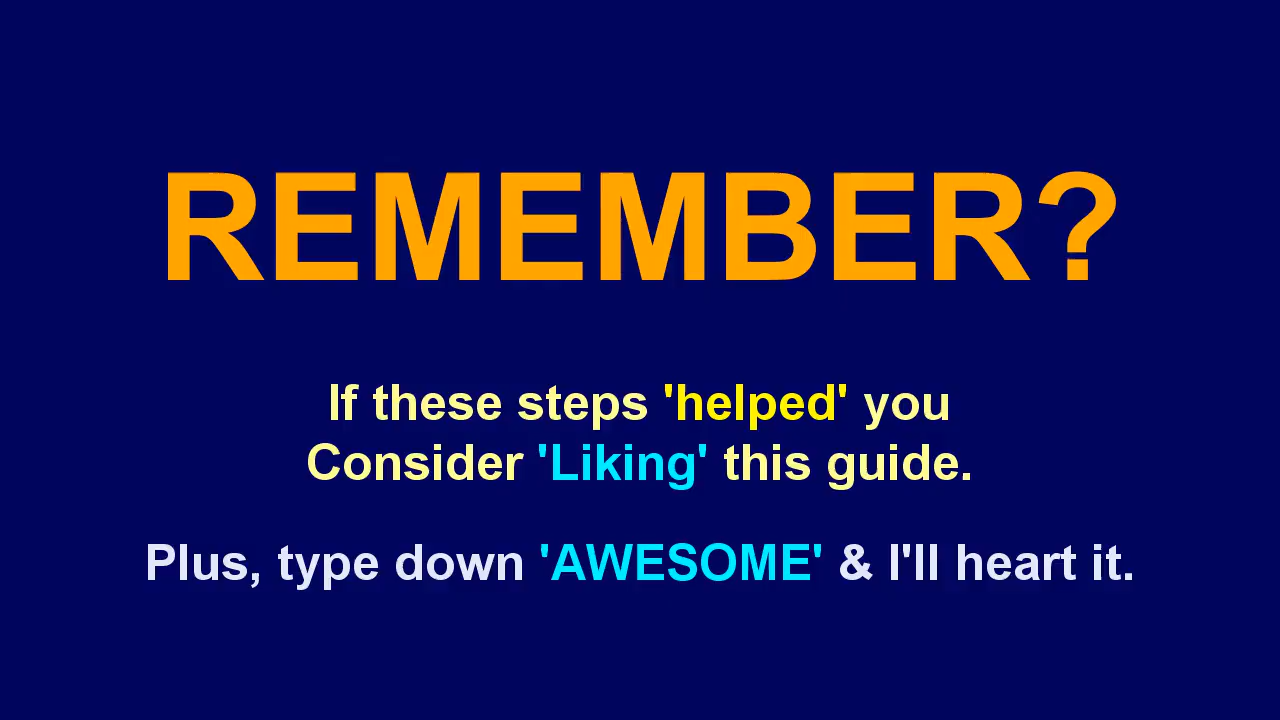 REMEMBER?
If these steps 'helped' you
Consider 'Liking' this guide.
Plus, type down 'AWESOME' & I'll heart it.